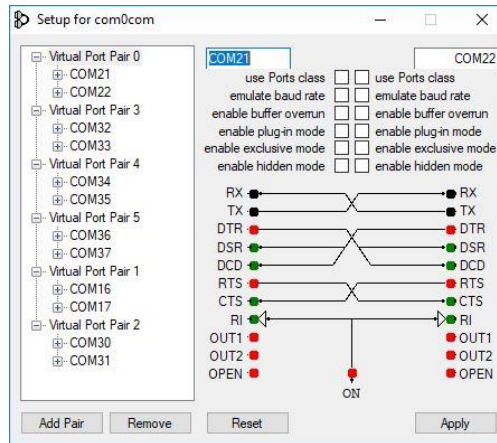 Setup for com0com
Virtual Port Pair 0
COM21
COM22
Virtual Port Pair 3
COM32
COM33
Virtual Port Pair 4
COM34
COM35
Virtual Port Pair 5
COM36
COM37
Virtual Port Pair 1
COM16
COM17
Virtual Port Pair 2
COM30
COM31
COM21 COM22
use Ports class use Ports class
emulate baud rate emulate baud rate
enable buffer overrun enable buffer overrun
enable plug-in mode enable plug-in mode
enable exclusive mode enable exclusive mode
enable hidden mode enable hidden mode
RX RX
TX TX
DTR DTR
DSR DSR
DCD DCD
RTS RTS
CTS CTS
RI RI
OUT1 OUT1
OUT2 OUT2
OPEN OPEN
ON
Add Pair Remove Reset Apply